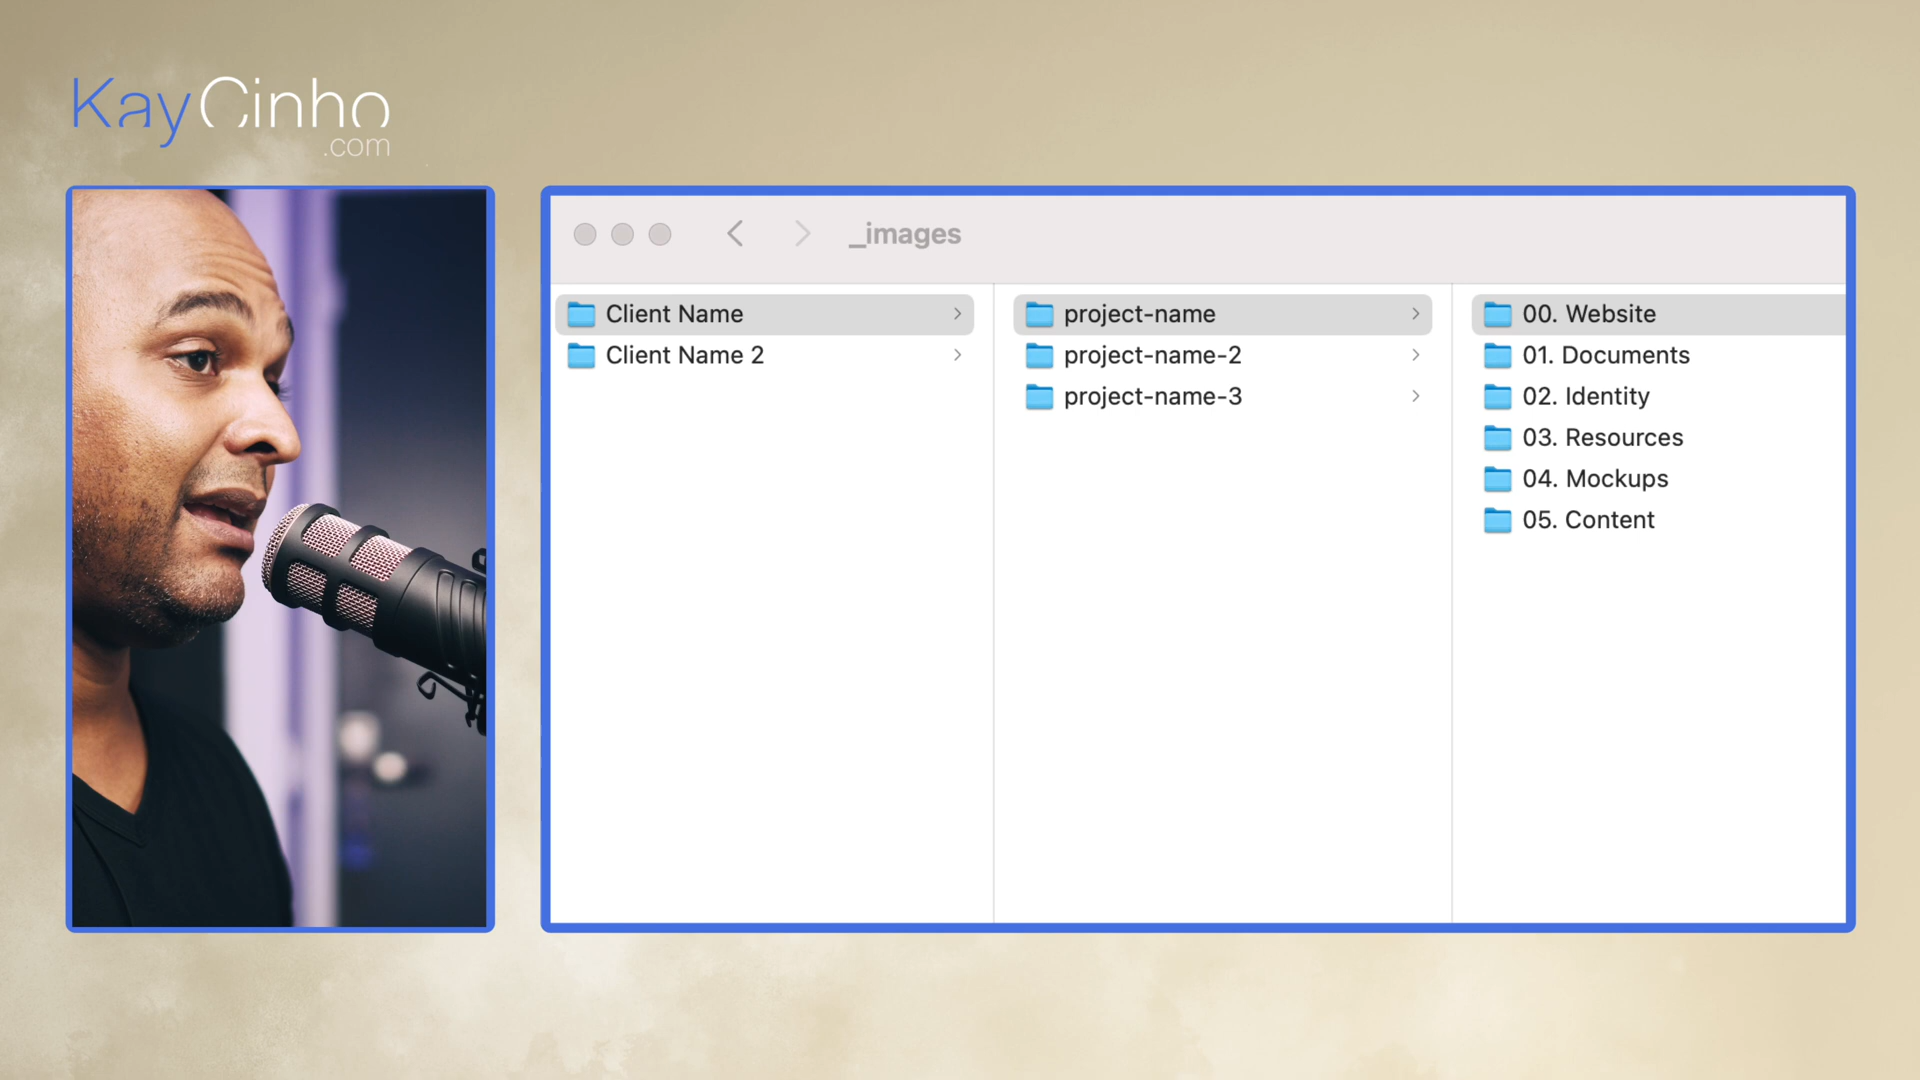 KayCinho
.com
_images
Client Name
Client Name 2
project-name
project-name-2
project-name-3
00. Website
01. Documents
02. Identity
03. Resources
04. Mockups
05. Content